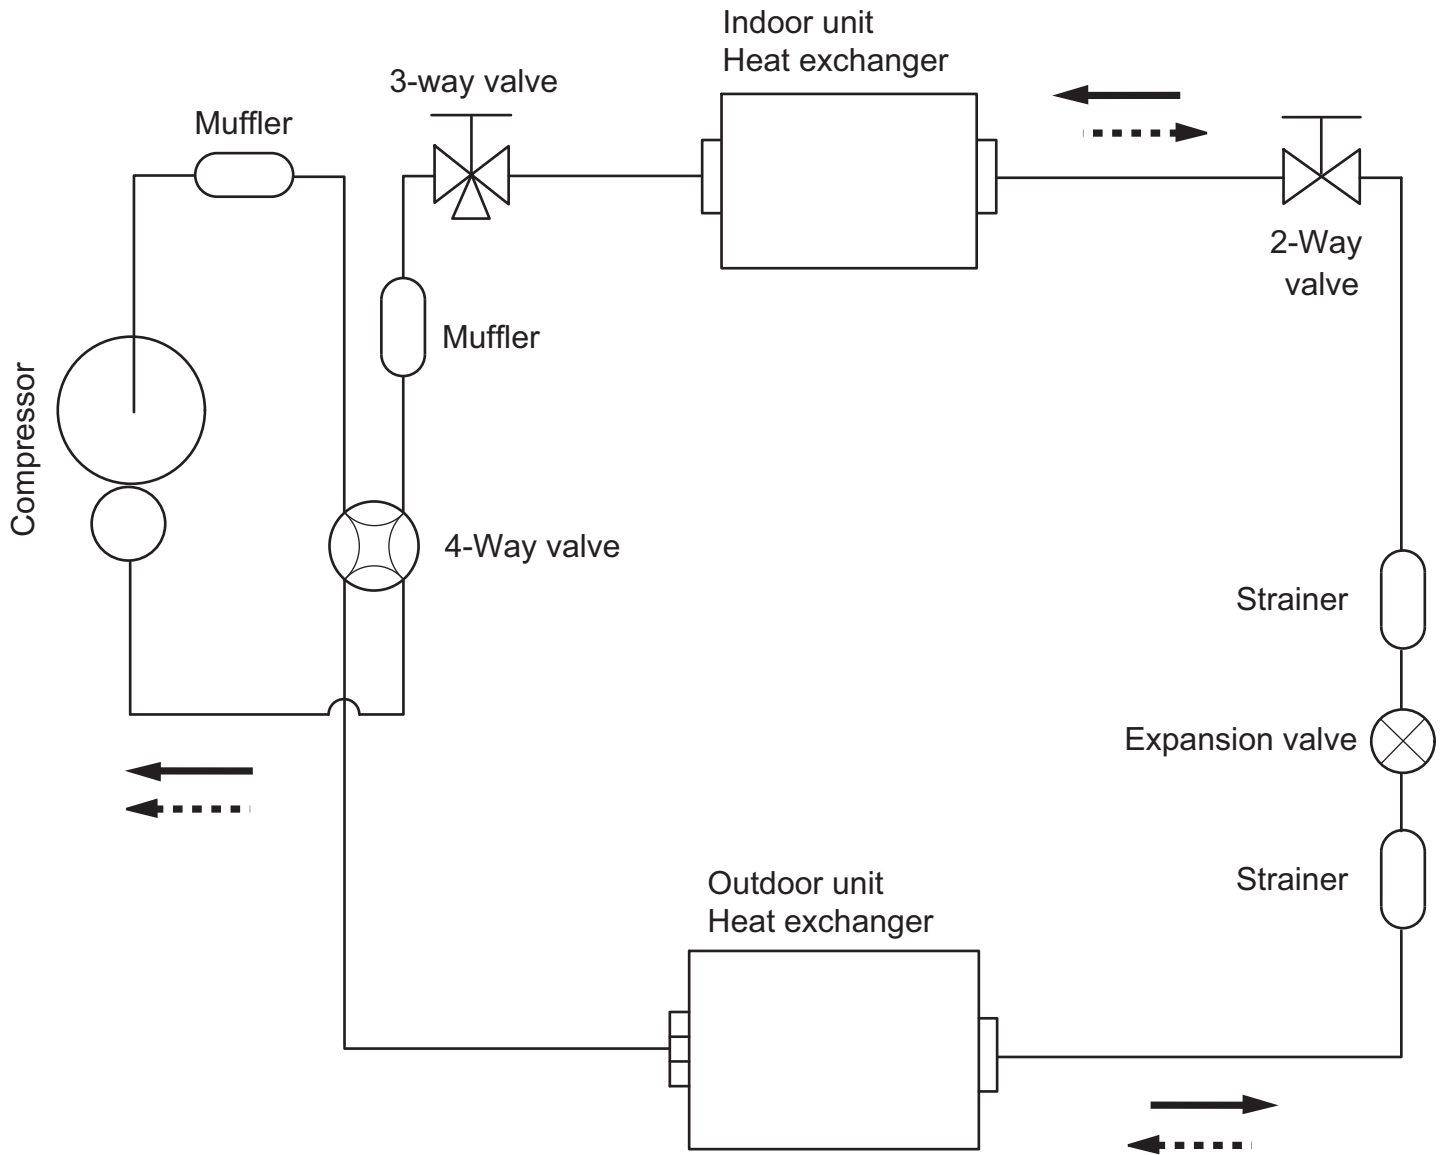 Indoor unit
Heat exchanger
3-way valve
Muffler
2-Way
valve
Muffler
Compressor
4-Way valve
Strainer
Expansion valve
Strainer
Outdoor unit
Heat exchanger